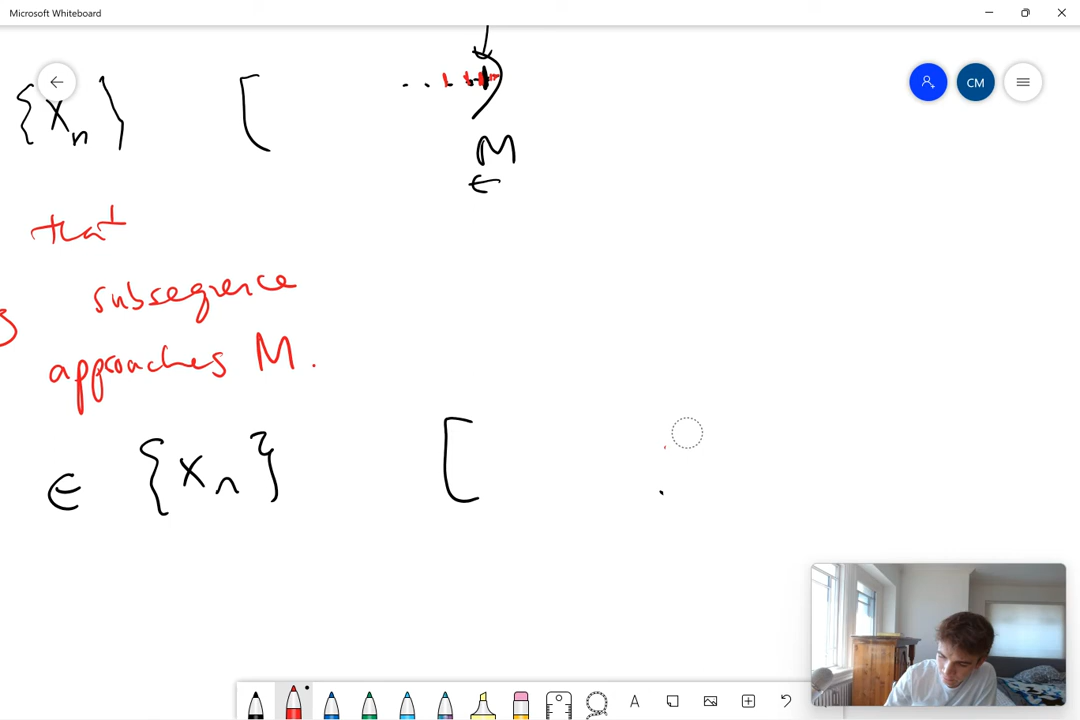 Microsoft Whiteboard
CM
{Xn} [ . . . . )
M
∈
that
subsequence
approaches M.
∈ {Xn} [ .
A